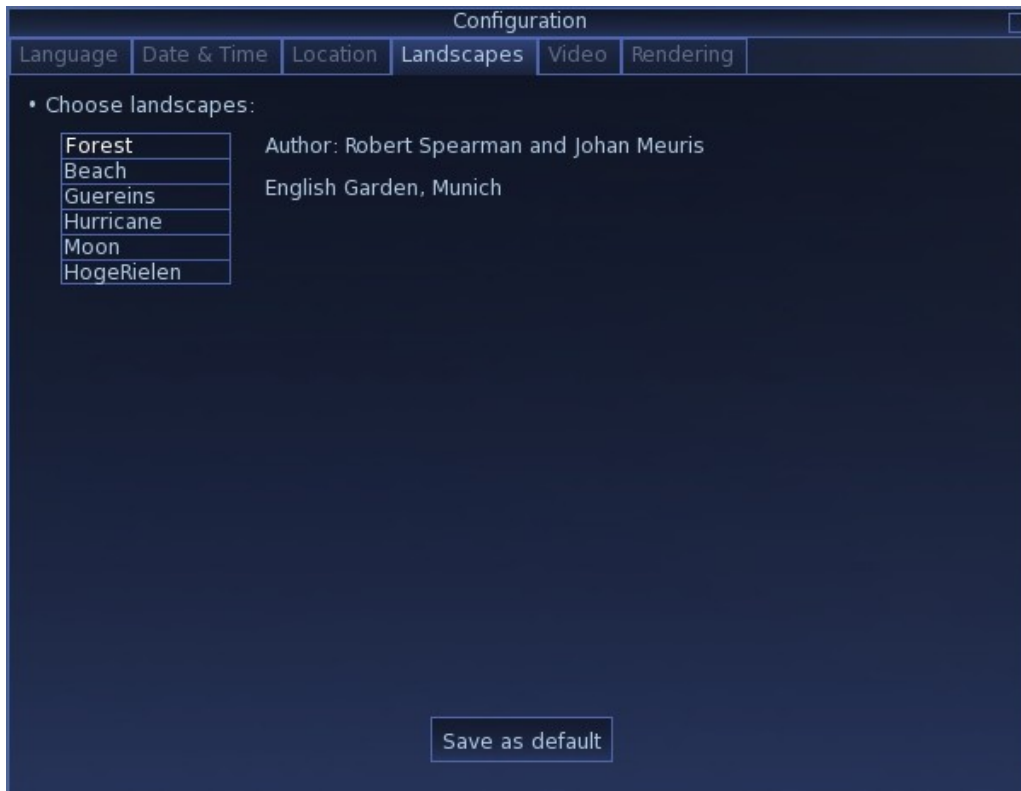 Configuration
Language Date & Time Location Landscapes Video Rendering
• Choose landscapes:
Forest
Beach
Guereins
Hurricane
Moon
HogeRielen
Author: Robert Spearman and Johan Meuris
English Garden, Munich
Save as default